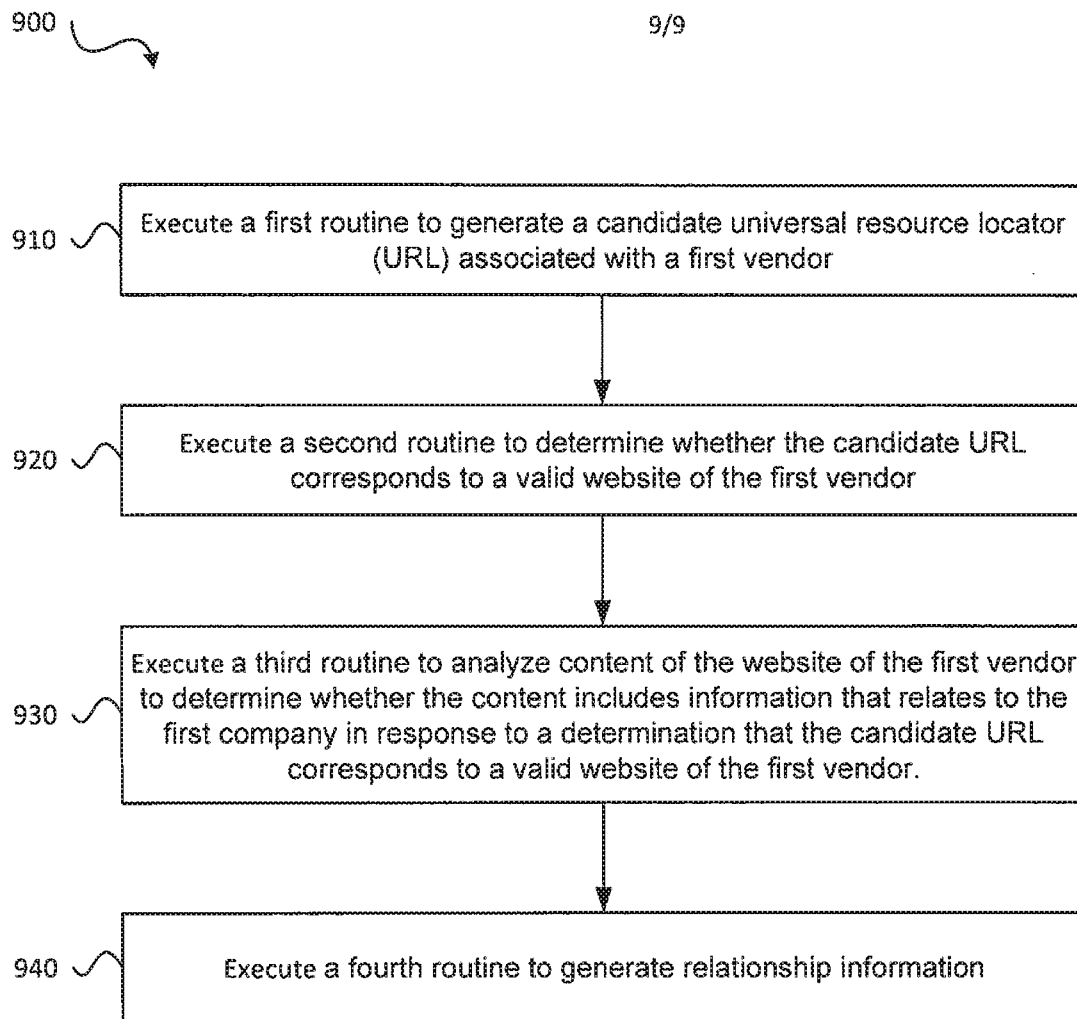 900
9/9
910
Execute a first routine to generate a candidate universal resource locator
(URL) associated with a first vendor
920
Execute a second routine to determine whether the candidate URL
corresponds to a valid website of the first vendor
930
Execute a third routine to analyze content of the website of the first vendor
to determine whether the content includes information that relates to the
first company in response to a determination that the candidate URL
corresponds to a valid website of the first vendor.
940
Execute a fourth routine to generate relationship information